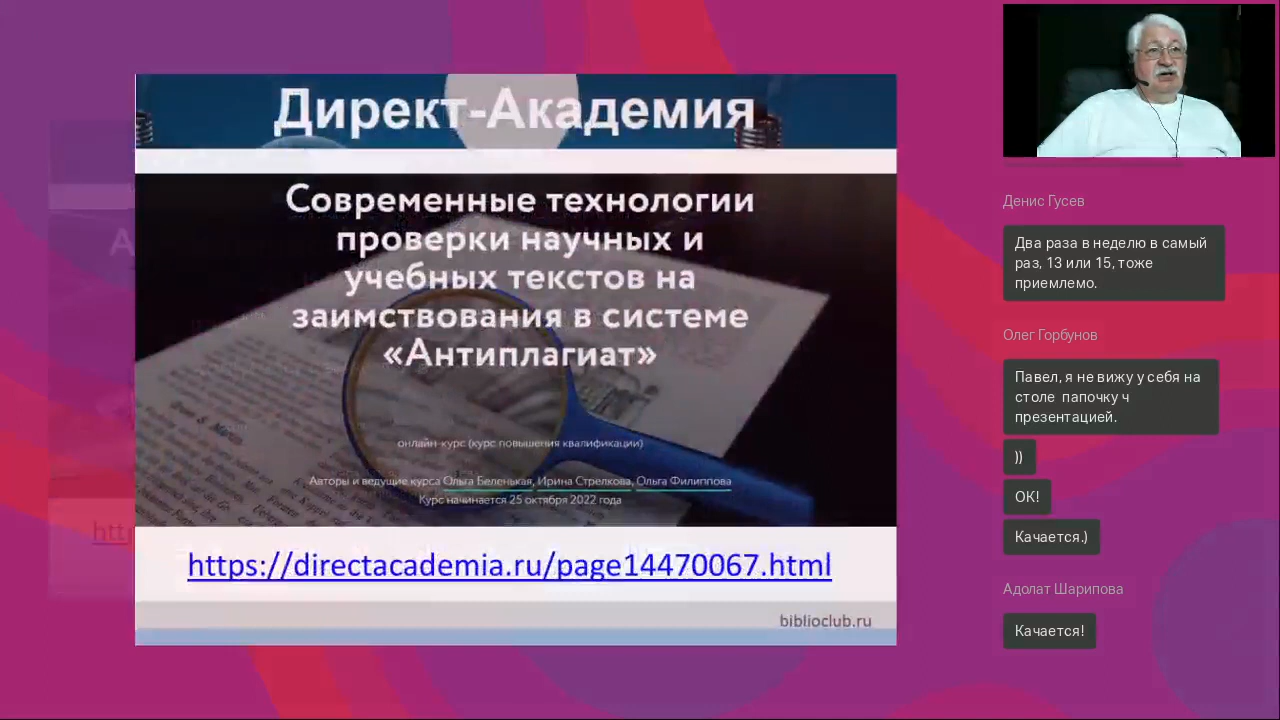 Директ-Академия
Современные технологии
проверки научных и
учебных текстов на
заимствования в системе
«Антиплагиат»
онлайн-курс (курс повышения квалификации)
Авторы и ведущие курса Ольга Беленькая, Ирина Стрелкова, Ольга Филиппова
Курс начинается 25 октября 2022 года
https://directacademia.ru/page14470067.html
biblioclub.ru
Денис Гусев
Два раза в неделю в самый
раз, 13 или 15, тоже
приемлемо.
Олег Горбунов
Павел, я не вижу у себя на
столе папочку ч
презентацией.
))
ОК!
Качается.)
Адолат Шарипова
Качается!